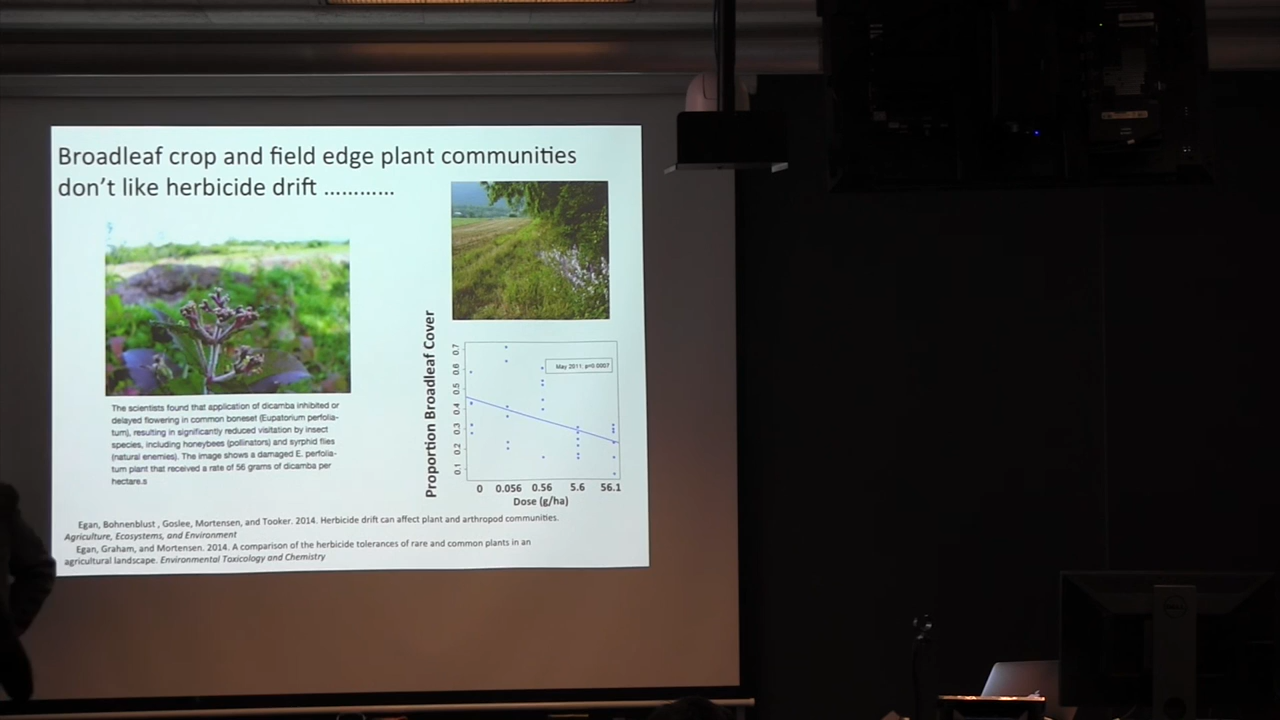 Broadleaf crop and field edge plant communities
don't like herbicide drift ............
The scientists found that application of dicamba inhibited or
delayed flowering in common boneset (Eupatorium perfolia-
tum), resulting in significantly reduced visitation by insect
species, including honeybees (pollinators) and syrphid flies
(natural enemies). The image shows a damaged E. perfolia-
tum plant that received a rate of 56 grams of dicamba per
hectare.s
Proportion Broadleaf Cover
0.7
0.6
0.5
0.4
0.3
0.2
0.1
May 2011: p=0.0007
0 0.056 0.56 5.6 56.1
Dose (g/ha)
Egan, Bohnenblust , Goslee, Mortensen, and Tooker. 2014. Herbicide drift can affect plant and arthropod communities.
Agriculture, Ecosystems, and Environment
Egan, Graham, and Mortensen. 2014. A comparison of the herbicide tolerances of rare and common plants in an
agricultural landscape. Environmental Toxicology and Chemistry
DELL